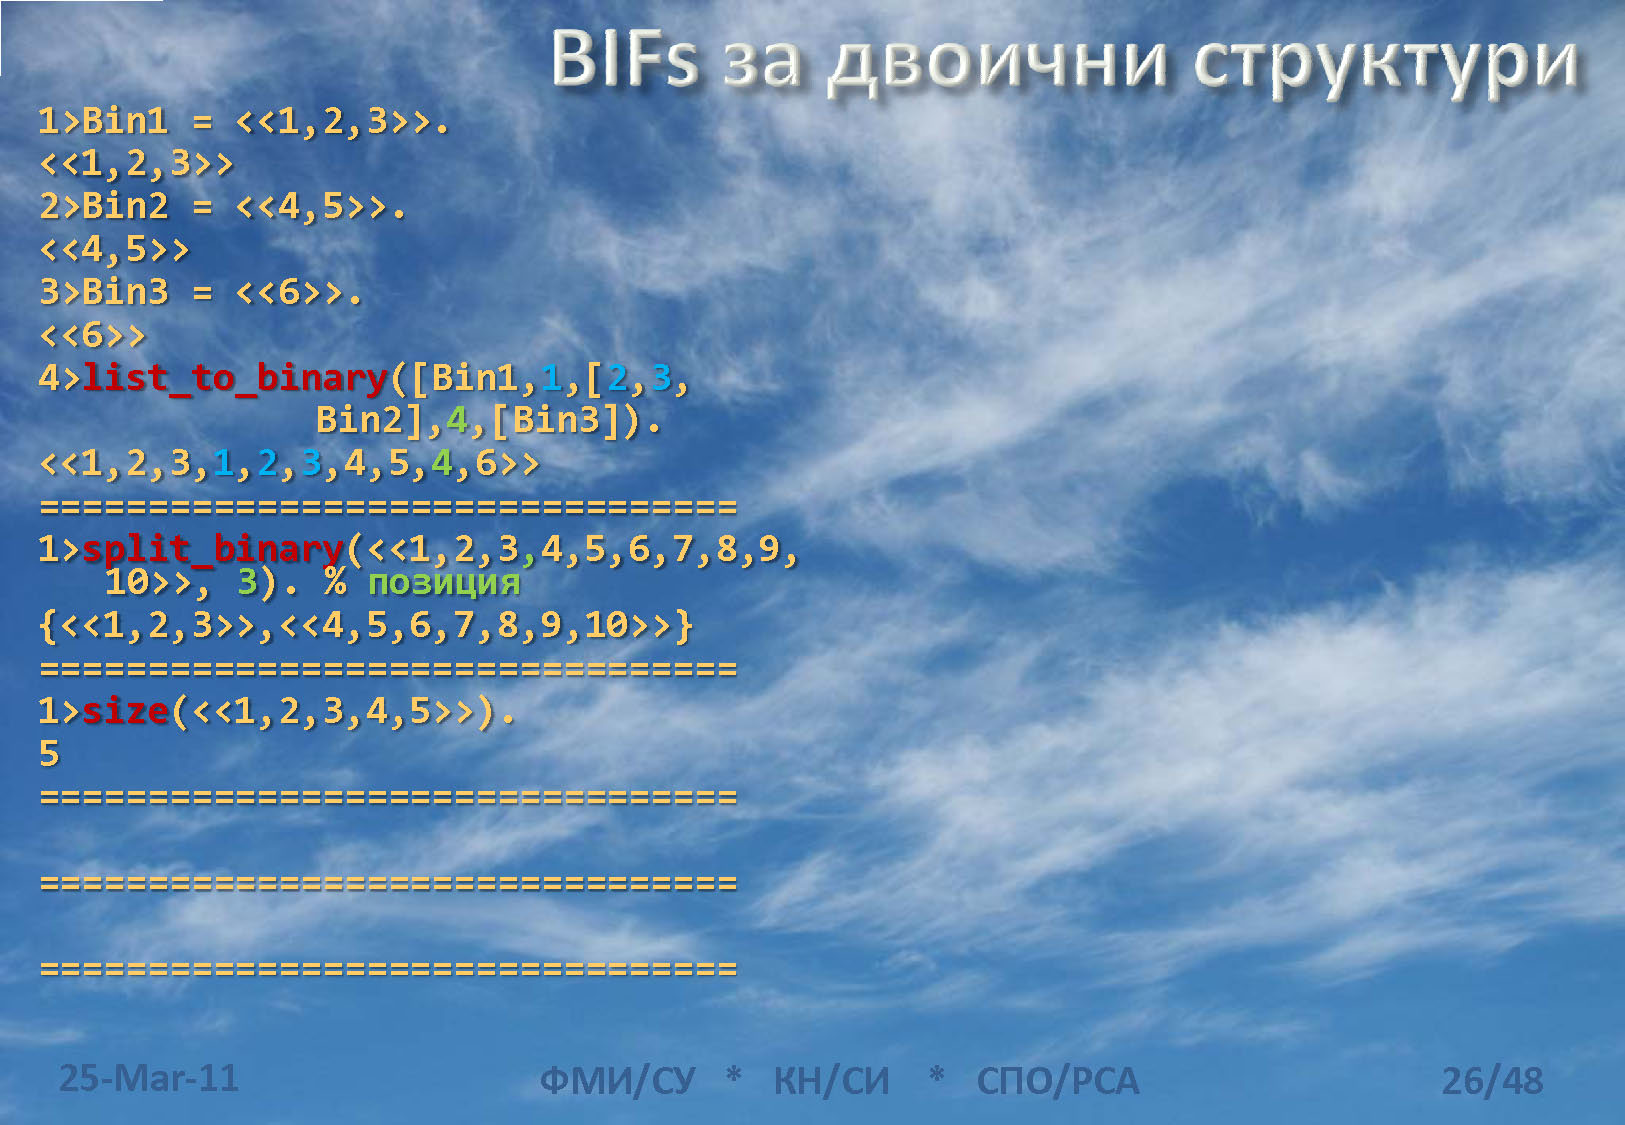 BIFs за двоични структури
1>Bin1 = <<1,2,3>>.
<<1,2,3>>
2>Bin2 = <<4,5>>.
<<4,5>>
3>Bin3 = <<6>>.
<<6>>
4>list_to_binary([Bin1,1,[2,3,
Bin2],4,[Bin3]).
<<1,2,3,1,2,3,4,5,4,6>>
================================
1>split_binary(<<1,2,3,4,5,6,7,8,9,
10>>, 3). % позиция
{<<1,2,3>>,<<4,5,6,7,8,9,10>>}
================================
1>size(<<1,2,3,4,5>>).
5
================================
================================
================================
25-Mar-11 ФМИ/СУ * КН/СИ * СПО/РСА 26/48